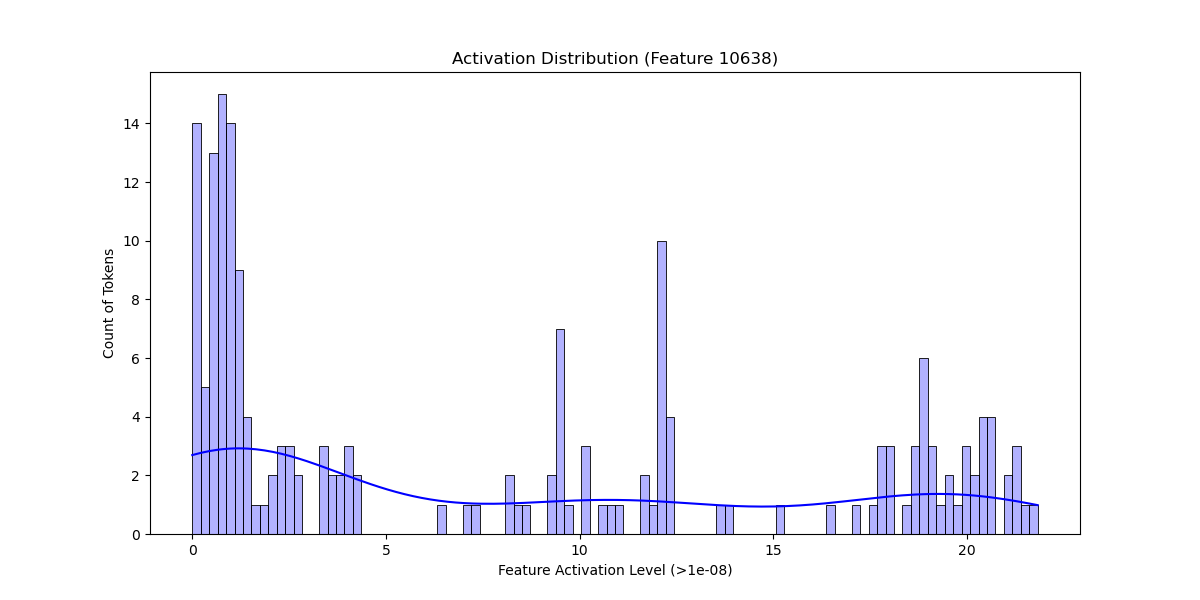 Activation Distribution (Feature 10638)
14
12
10
8
6
4
2
0
Count of Tokens
0 5 10 15 20
Feature Activation Level (>1e-08)